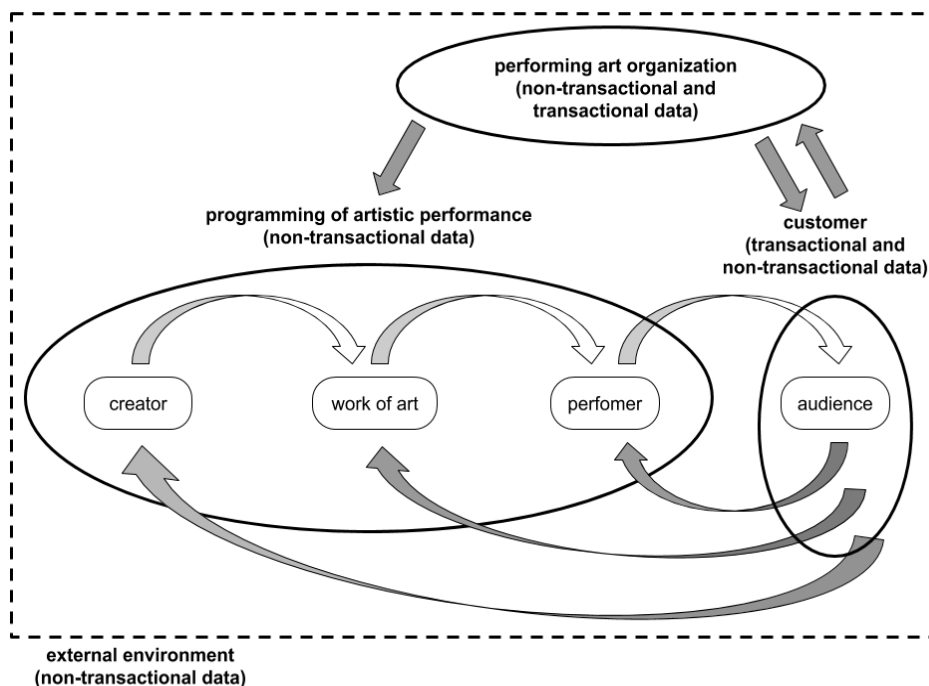 performing art organization
(non-transactional and
transactional data)
programming of artistic performance
(non-transactional data)
customer
(transactional and
non-transactional data)
creator
work of art
perfomer
audience
external environment
(non-transactional data)